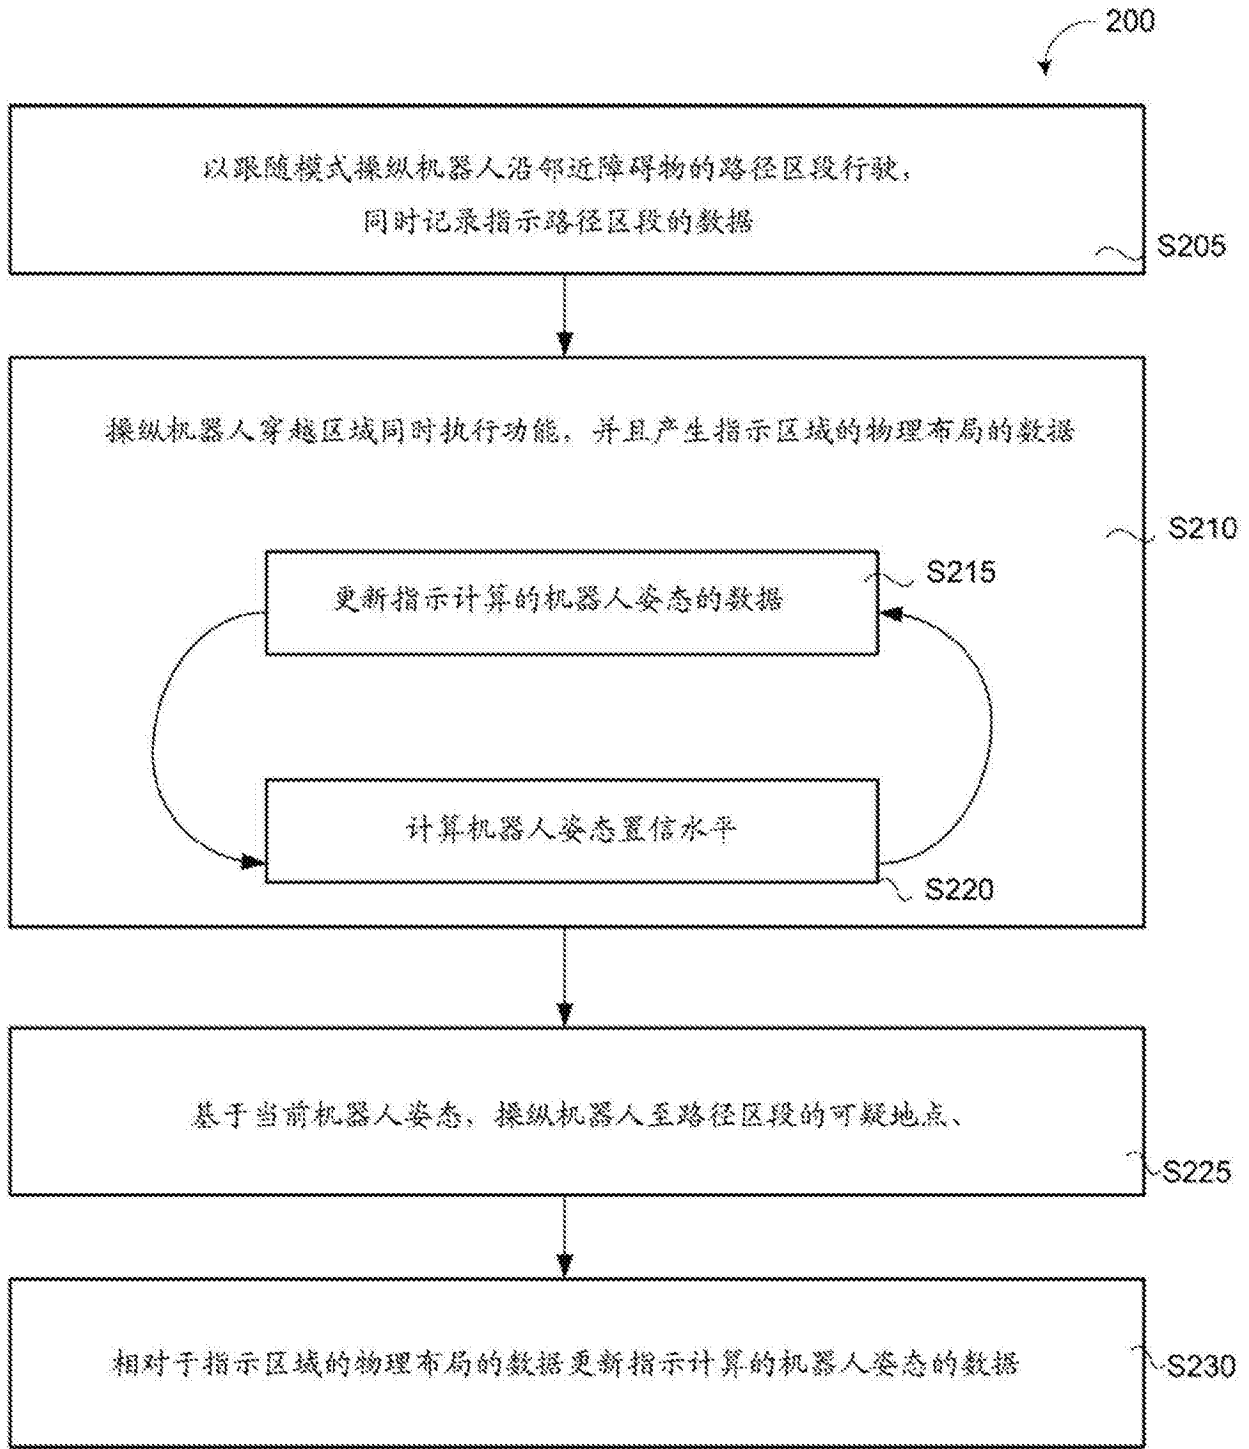 200
以跟随模式操纵机器人沿邻近障碍物的路径区段行驶，
同时记录指示路径区段的数据
S205
操纵机器人穿越区域同时执行功能，并且产生指示区域的物理布局的数据
S210
S215
更新指示计算的机器人姿态的数据
计算机器人姿态置信水平
S220
基于当前机器人姿态，操纵机器人至路径区段的可疑地点、
S225
相对于指示区域的物理布局的数据更新指示计算的机器人姿态的数据
S230